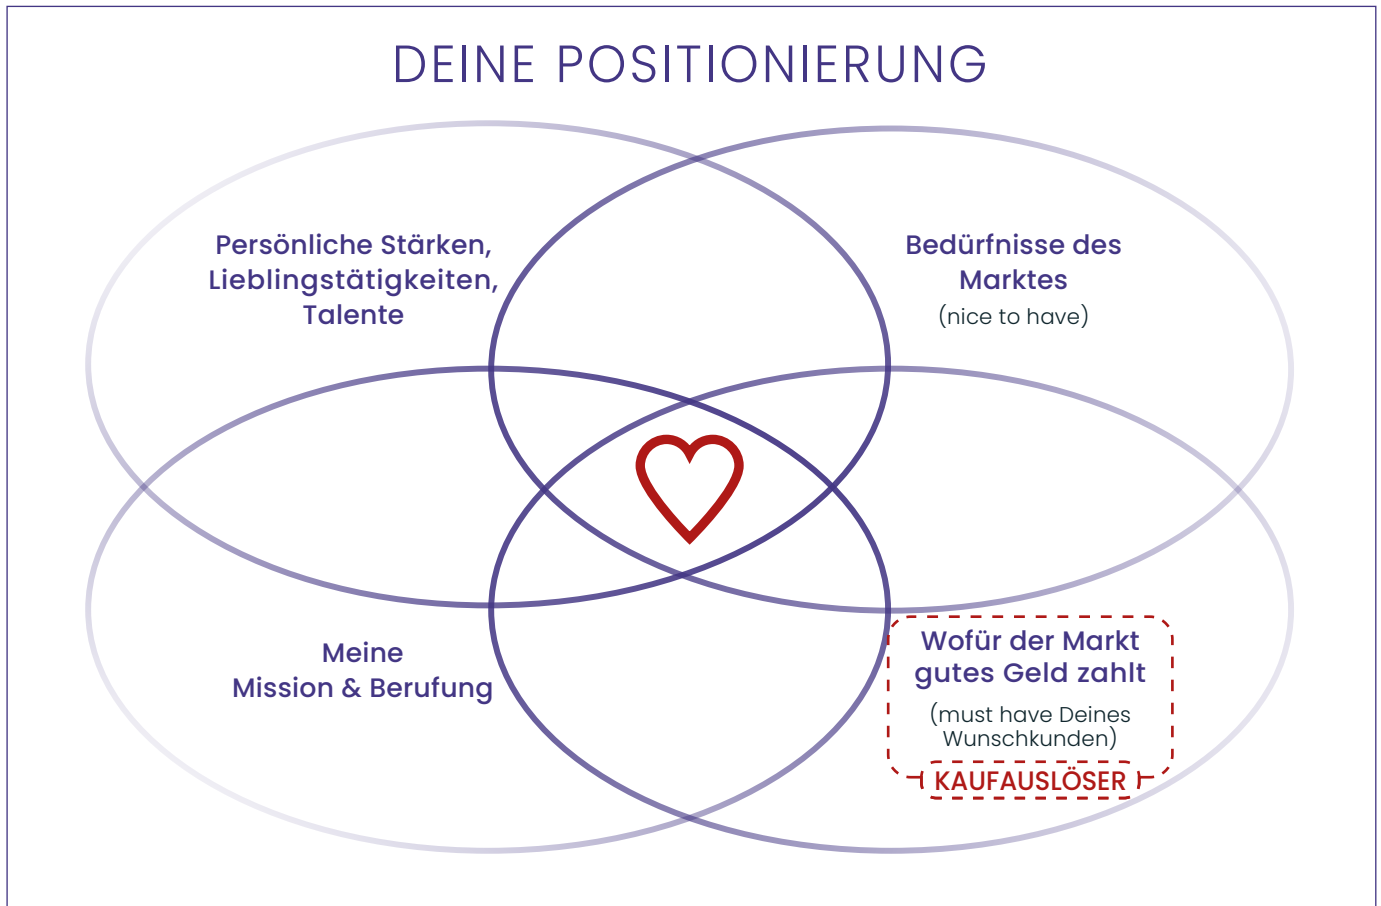 DEINE POSITIONIERUNG
Persönliche Stärken,
Lieblingstätigkeiten,
Talente
Bedürfnisse des
Marktes
(nice to have)
Meine
Mission & Berufung
Wofür der Markt
gutes Geld zahlt
(must have Deines
Wunschkunden)
KAUFAUSLÖSER